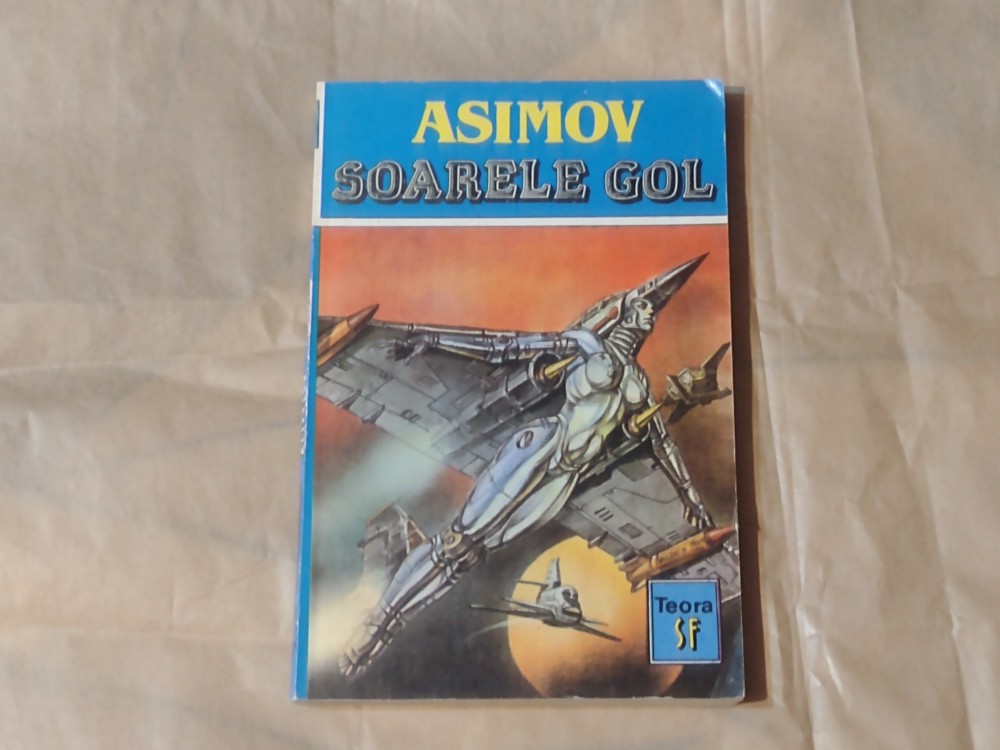 ASIMOV
SOARELE GOL
Teora
SF